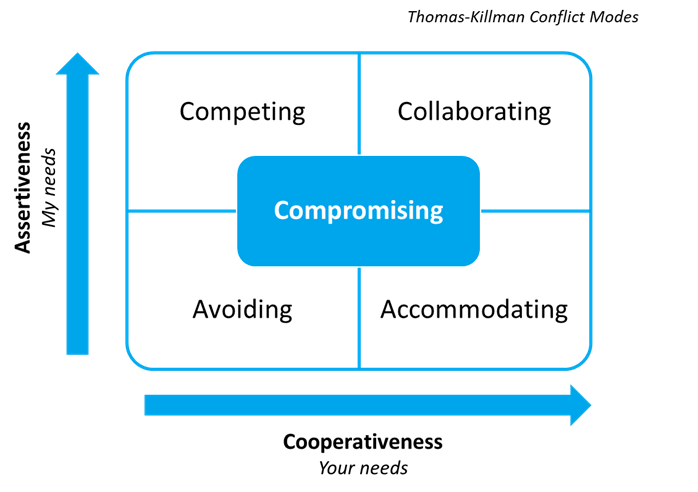 Thomas-Killman Conflict Modes
Competing
Collaborating
Assertiveness
My needs
Compromising
Avoiding
Accommodating
Cooperativeness
Your needs